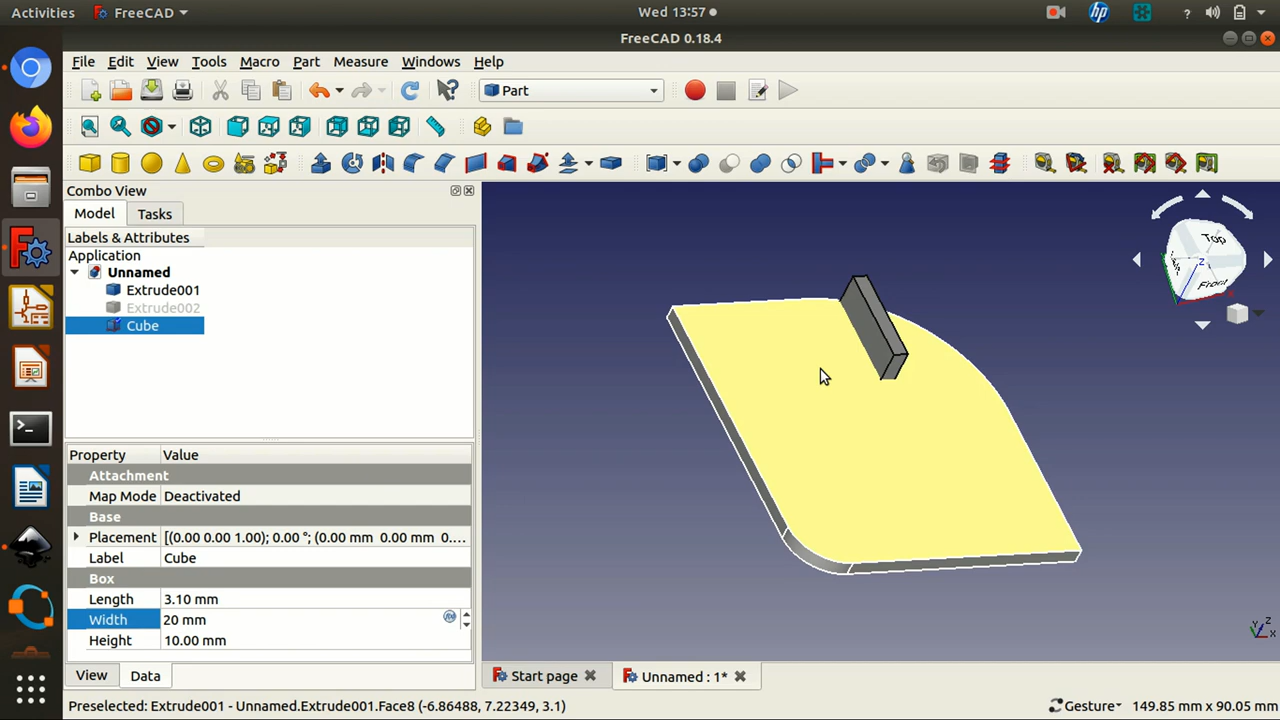 Activities FreeCAD Wed 13:57
FreeCAD 0.18.4
File Edit View Tools Macro Part Measure Windows Help
Part
Combo View
Model Tasks
Labels & Attributes
Application
Unnamed
Extrude001
Extrude002
Cube
Top
Front
Z
Property Value
Attachment
Map Mode Deactivated
Base
Placement [(0.00 0.00 1.00); 0.00 °; (0.00 mm 0.00 mm 0....
Label Cube
Box
Length 3.10 mm
Width 20 mm
Height 10.00 mm
Y Z X
View Data
Start page Unnamed : 1*
Preselected: Extrude001 - Unnamed.Extrude001.Face8 (-6.86488, 7.22349, 3.1) Gesture 149.85 mm x 90.05 mm